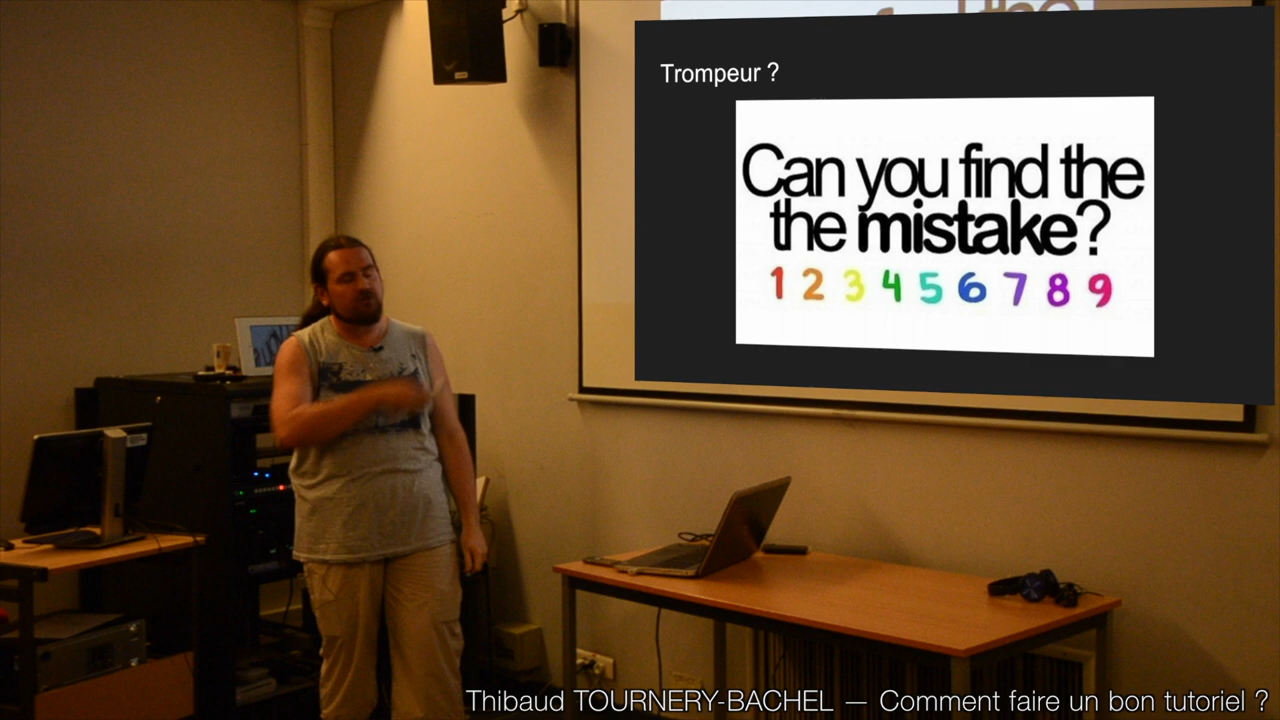 Trompeur ?
Can you find the
the mistake?
1 2 3 4 5 6 7 8 9
Thibaud TOURNERY-BACHEL — Comment faire un bon tutoriel ?